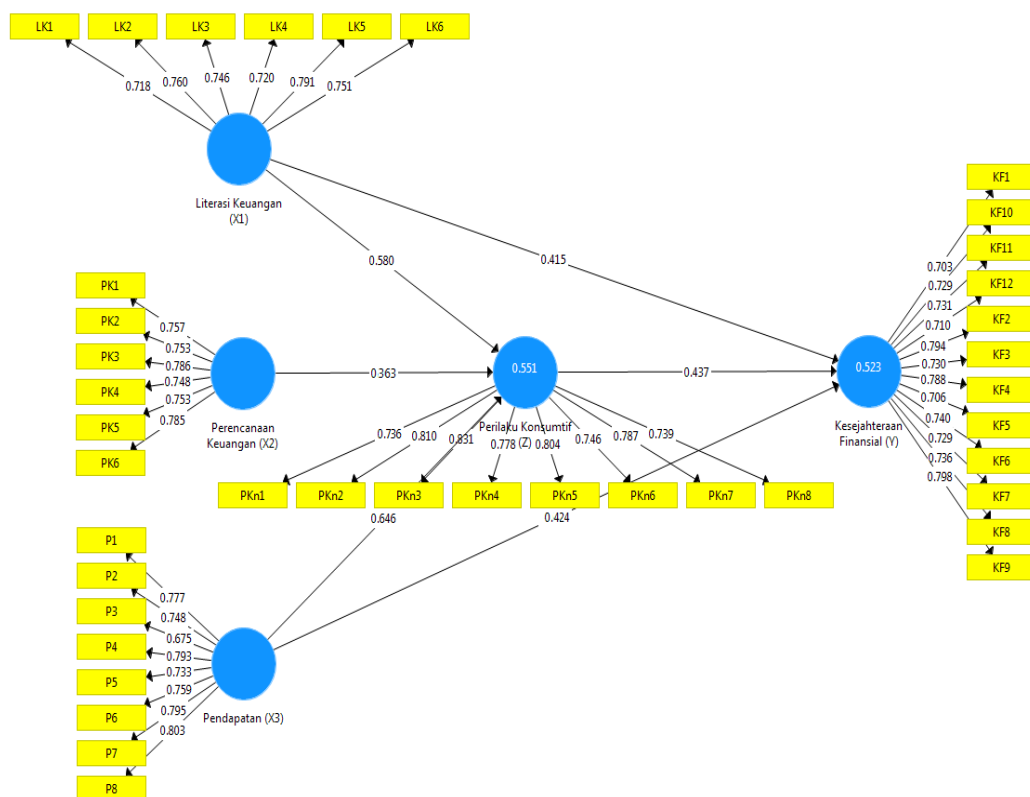 LK1 LK2 LK3 LK4 LK5 LK6
0.718 0.760 0.746 0.720 0.791 0.751
Literasi Keuangan
(X1)
0.580
0.415
PK1
PK2
PK3
PK4
PK5
PK6
0.757
0.753
0.786
0.748
0.753
0.785
Perencanaan
Keuangan (X2)
0.363
0.551
Perilaku Konsumtif
(Z)
0.437
0.736 0.810 0.831 0.778 0.804 0.746 0.787 0.739
PKn1 PKn2 PKn3 PKn4 PKn5 PKn6 PKn7 PKn8
0.646
0.424
0.523
Kesejahteraan
Finansial (Y)
0.703
0.729
0.731
0.710
0.794
0.730
0.788
0.706
0.740
0.729
0.736
0.798
KF1
KF10
KF11
KF12
KF2
KF3
KF4
KF5
KF6
KF7
KF8
KF9
P1
P2
P3
P4
P5
P6
P7
P8
0.777
0.748
0.675
0.793
0.733
0.759
0.795
0.803
Pendapatan (X3)